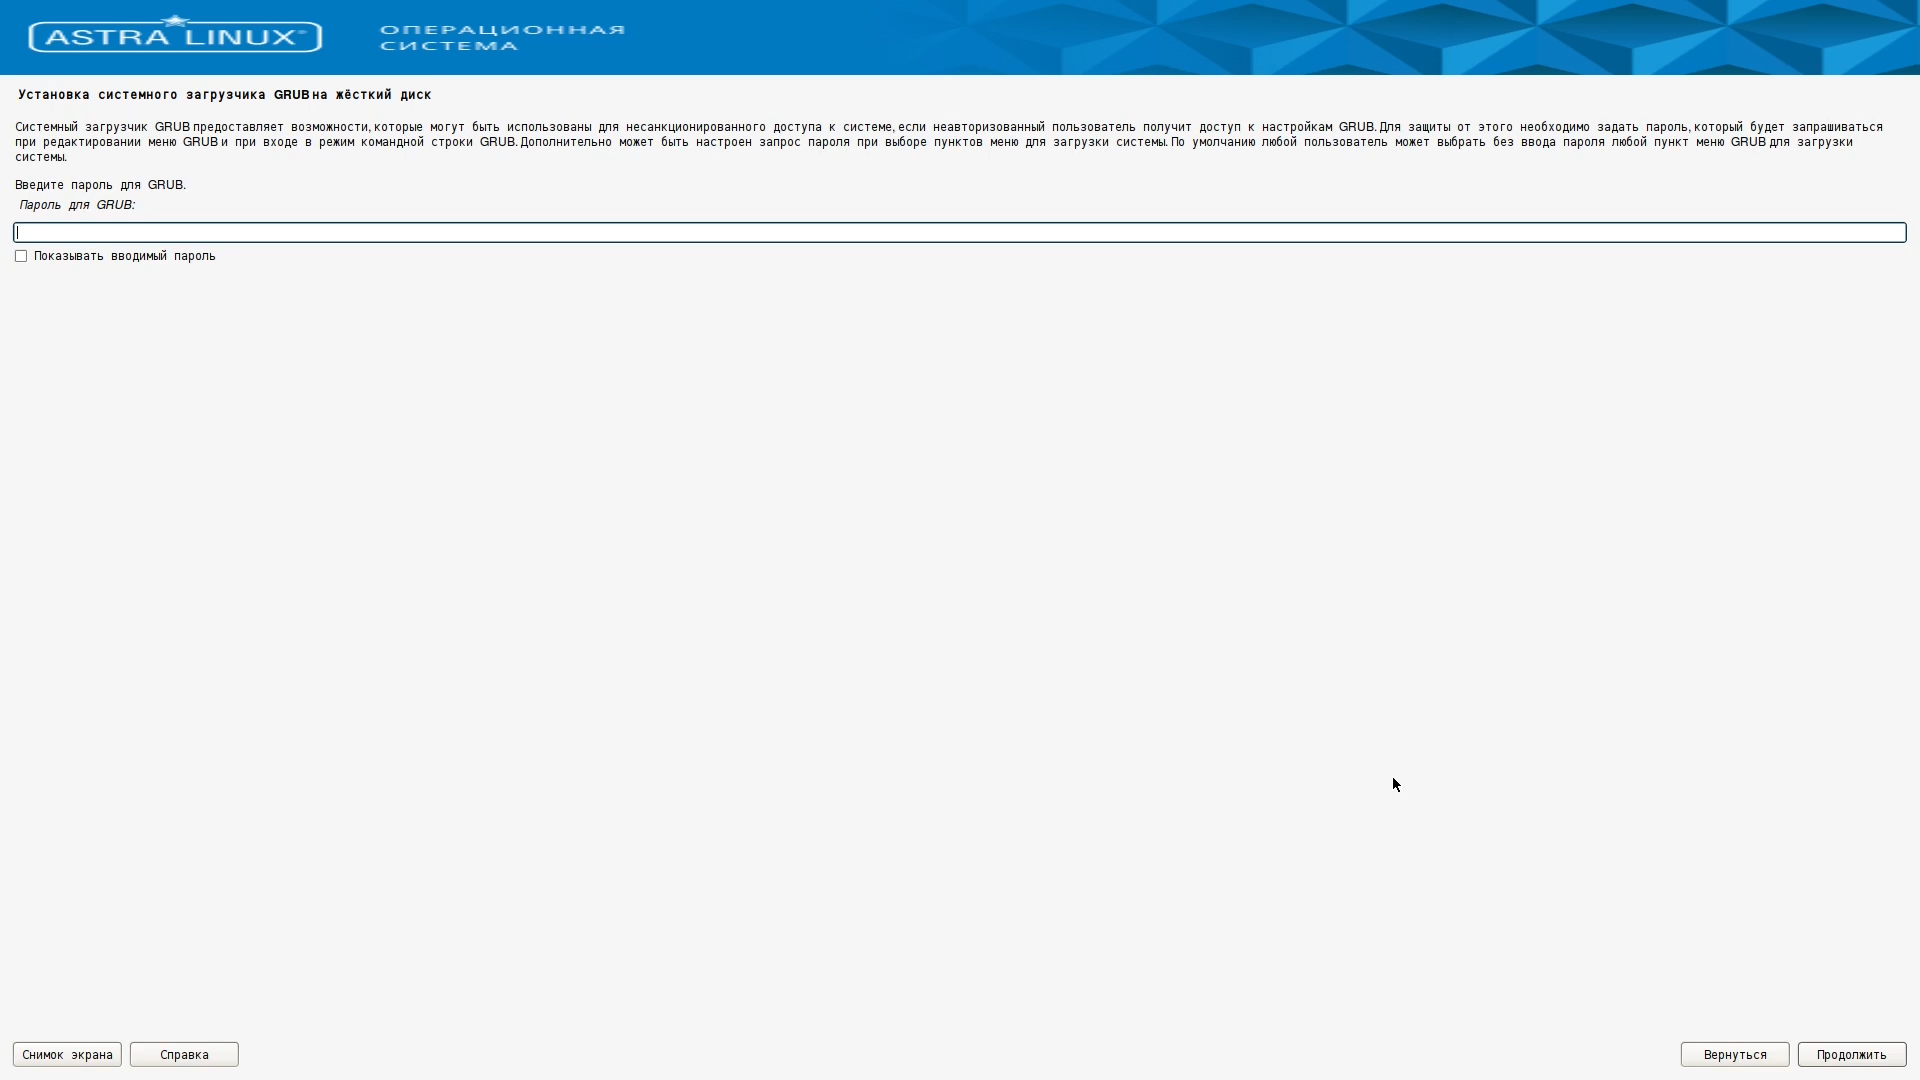 ASTRA LINUX®
ОПЕРАЦИОННАЯ
СИСТЕМА
Установка системного загрузчика GRUB на жёсткий диск
Системный загрузчик GRUB предоставляет возможности, которые могут быть использованы для несанкционированного доступа к системе, если неавторизованный пользователь получит доступ к настройкам GRUB. Для защиты от этого необходимо задать пароль, который будет запрашиваться
при редактировании меню GRUB и при входе в режим командной строки GRUB. Дополнительно может быть настроен запрос пароля при выборе пунктов меню для загрузки системы. По умолчанию любой пользователь может выбрать без ввода пароля любой пункт меню GRUB для загрузки
системы.
Введите пароль для GRUB.
Пароль для GRUB:
Показывать вводимый пароль
Снимок экрана
Справка
Вернуться
Продолжить